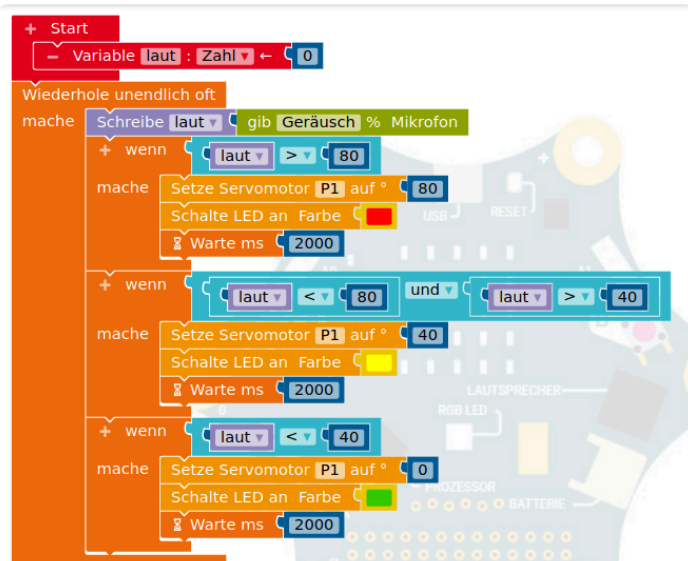 + Start
− Variable laut : Zahl ▾ ← 0
Wiederhole unendlich oft
mache Schreibe laut ▾ gib Geräusch % Mikrofon
+ wenn laut ▾ > ▾ 80
mache Setze Servomotor P1 auf ° 80
Schalte LED an Farbe
USB
RESET
Warte ms 2000
+ wenn laut ▾ < ▾ 80 und ▾ laut ▾ > ▾ 40
mache Setze Servomotor P1 auf ° 40
Schalte LED an Farbe
Warte ms 2000
LAUTSPRECHER
0
RGB LED
+ wenn laut ▾ < ▾ 40
mache Setze Servomotor P1 auf ° 0
PROZESSOR
Schalte LED an Farbe
BATTERIE
Warte ms 2000